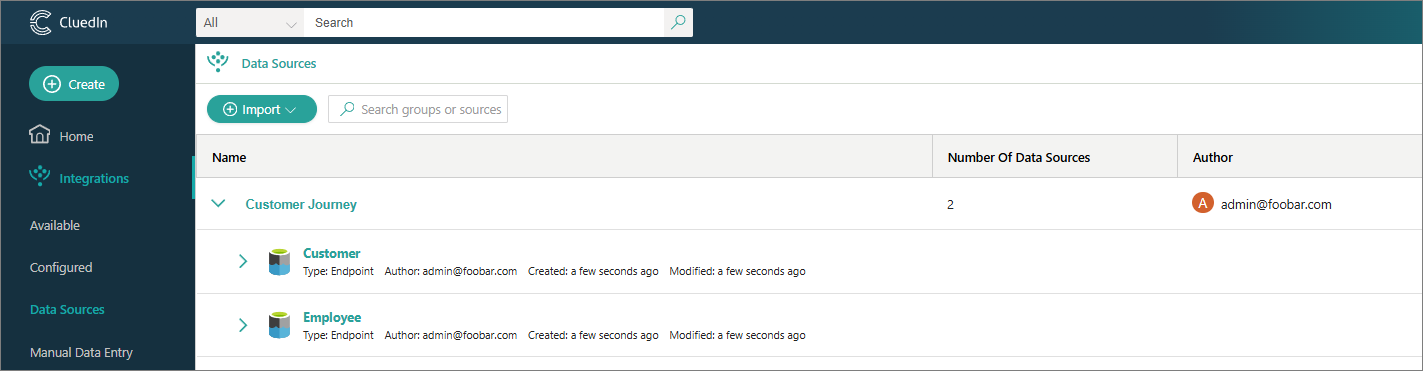 CluedIn
All
Search
Create
Home
Integrations
Available
Configured
Data Sources
Manual Data Entry
Data Sources
Import
Search groups or sources
Name Number Of Data Sources Author
Customer Journey 2 A admin@foobar.com
Customer
Type: Endpoint Author: admin@foobar.com Created: a few seconds ago Modified: a few seconds ago
Employee
Type: Endpoint Author: admin@foobar.com Created: a few seconds ago Modified: a few seconds ago